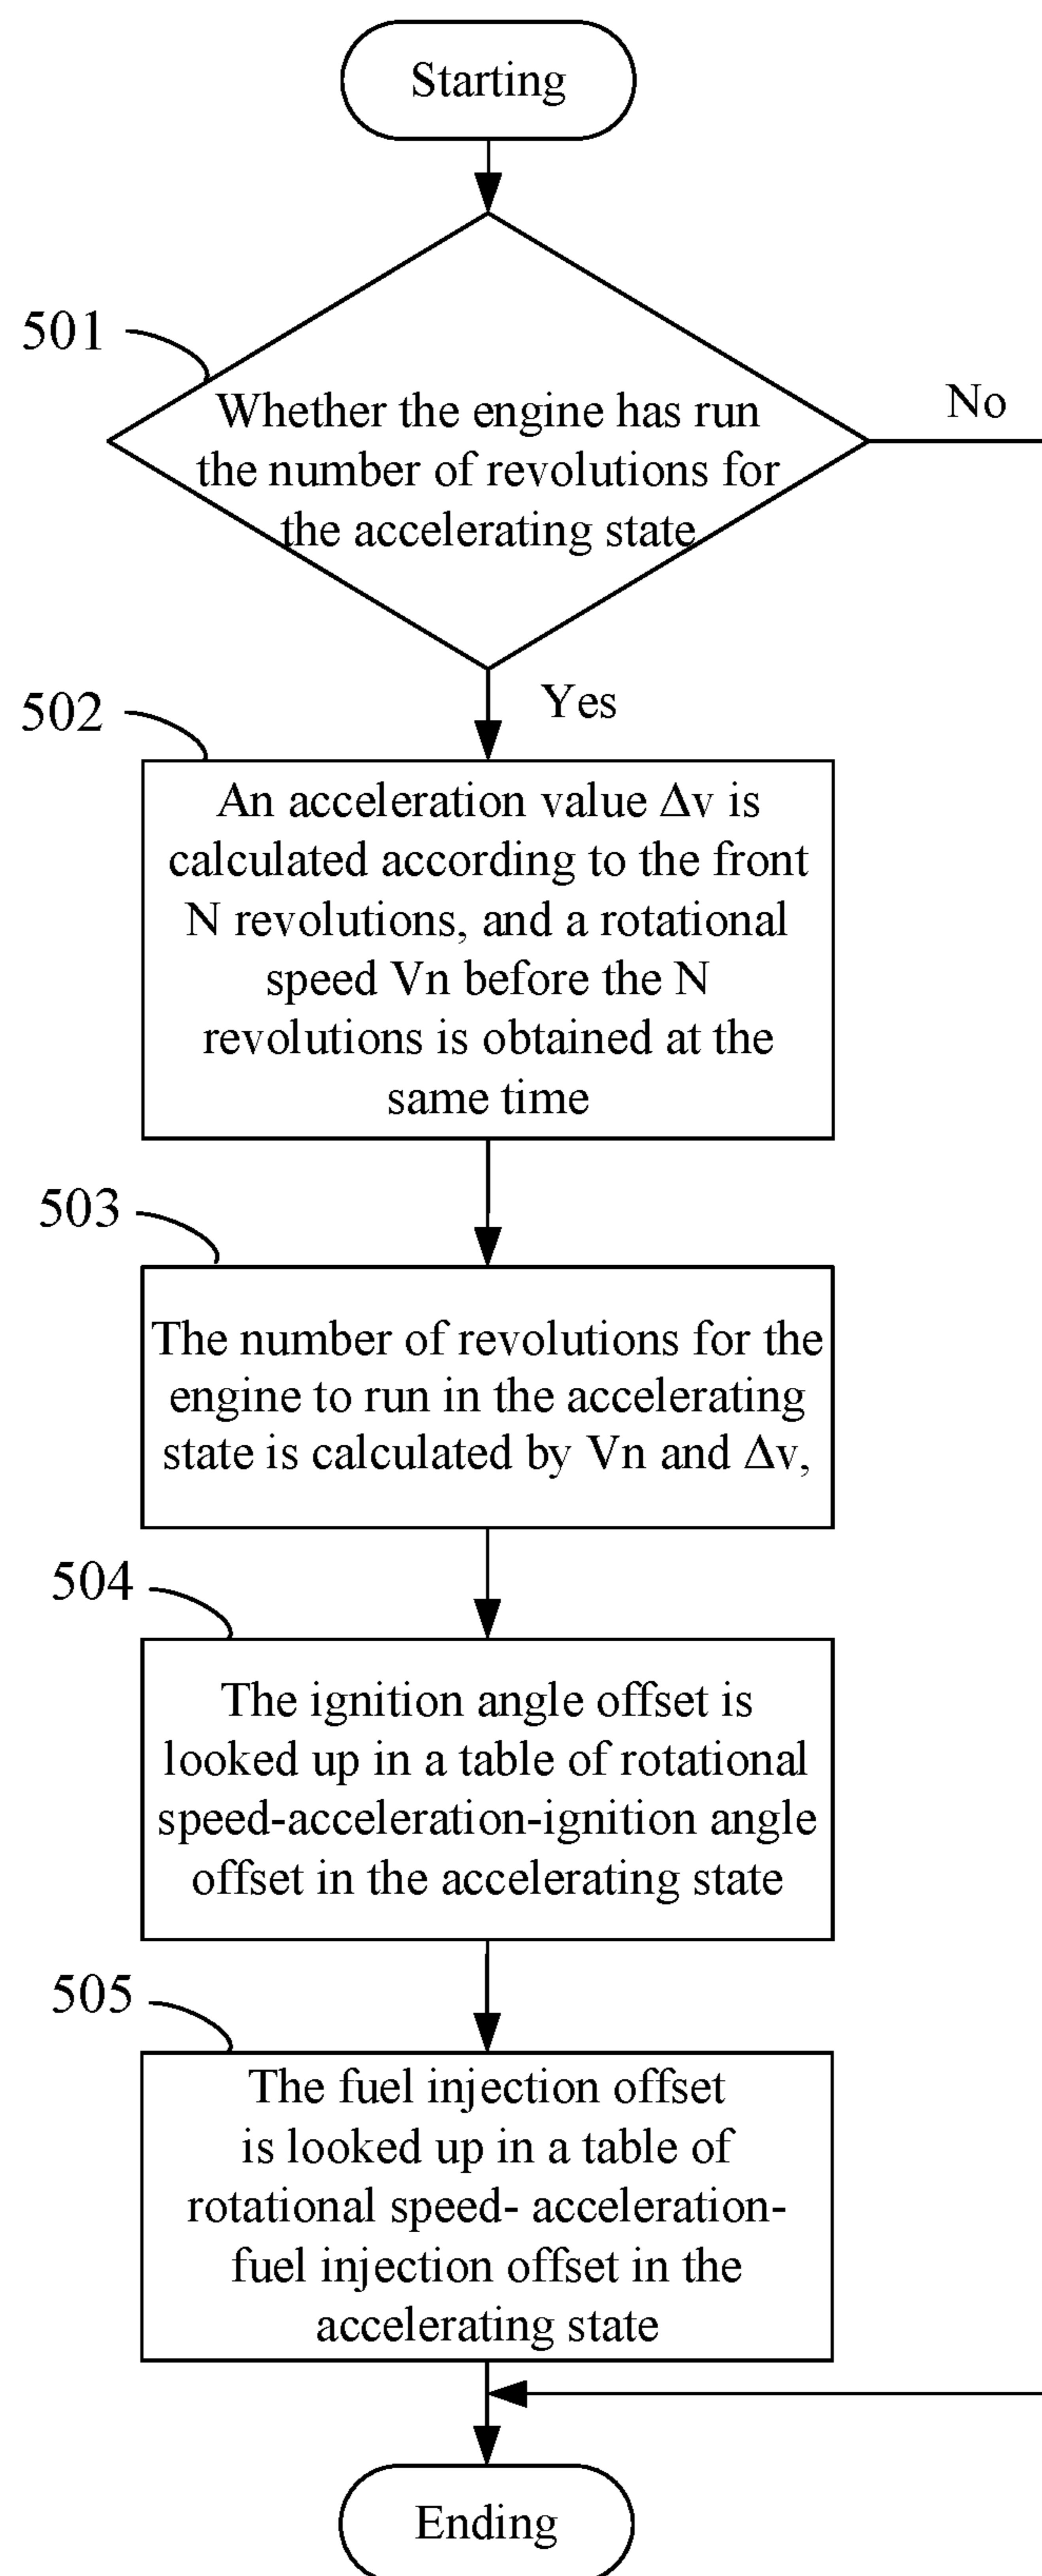 Starting
501
Whether the engine has run
the number of revolutions for
the accelerating state
No
Yes
502
An acceleration value Δv is
calculated according to the front
N revolutions, and a rotational
speed Vn before the N
revolutions is obtained at the
same time
503
The number of revolutions for the
engine to run in the accelerating
state is calculated by Vn and Δv,
504
The ignition angle offset is
looked up in a table of rotational
speed-acceleration-ignition angle
offset in the accelerating state
505
The fuel injection offset
is looked up in a table of
rotational speed- acceleration-
fuel injection offset in the
accelerating state
Ending